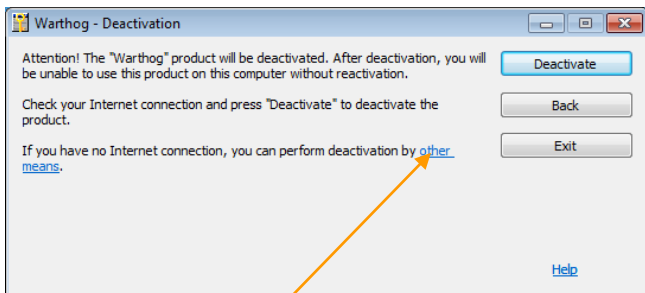 Warthog - Deactivation
Attention! The "Warthog" product will be deactivated. After deactivation, you will
be unable to use this product on this computer without reactivation.
Deactivate
Check your Internet connection and press "Deactivate" to deactivate the
product.
Back
If you have no Internet connection, you can perform deactivation by other
means.
Exit
Help